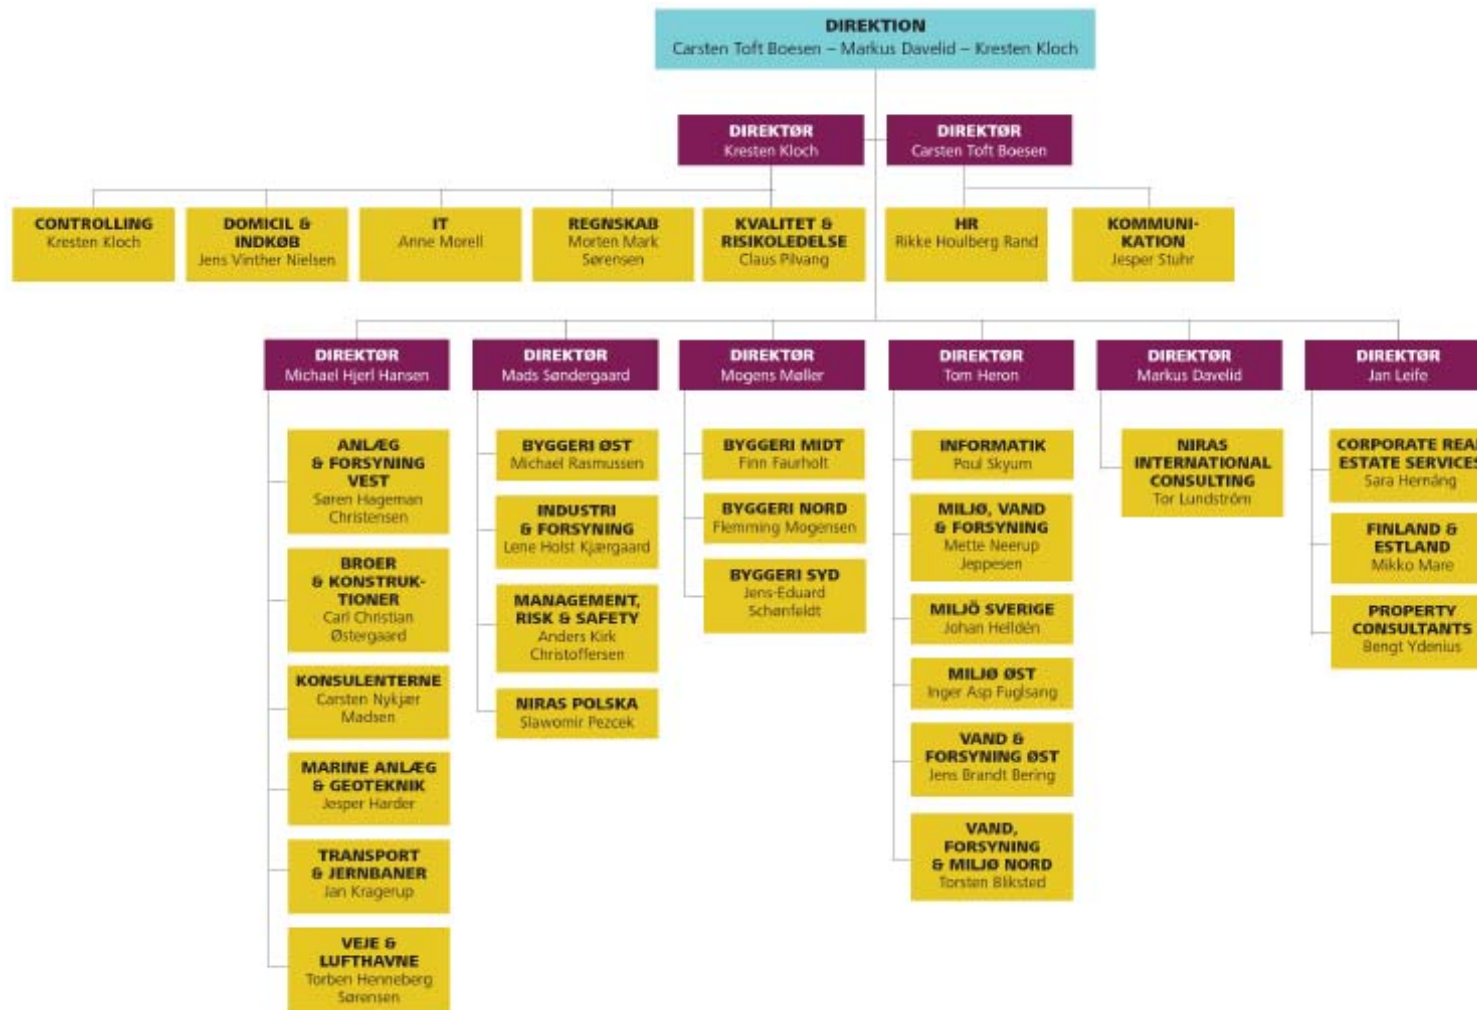 DIREKTION
Carsten Toft Boesen – Markus Davelid – Kresten Kloch
DIREKTØR
Kresten Kloch
DIREKTØR
Carsten Toft Boesen
CONTROLLING
Kresten Kloch
DOMICIL &
INDKØB
Jens Vinther Nielsen
IT
Anne Morell
REGNSKAB
Morten Mark
Sørensen
KVALITET &
RISIKOLEDELSE
Claus Pilvang
HR
Rikke Houlberg Rand
KOMMUNI-
KATION
Jesper Stuhr
DIREKTØR
Michael Hjerl Hansen
ANLÆG
& FORSYNING
VEST
Søren Hageman
Christensen
BROER
& KONSTRUK-
TIONER
Carl Christian
Østergaard
KONSULENTERNE
Carsten Nykjær
Madsen
MARINE ANLÆG
& GEOTEKNIK
Jesper Harder
TRANSPORT
& JERNBANER
Jan Kragerup
VEJE &
LUFTHAVNE
Torben Henneberg
Sørensen
DIREKTØR
Mads Søndergaard
BYGGERI ØST
Michael Rasmussen
INDUSTRI
& FORSYNING
Lene Holst Kjærgaard
MANAGEMENT,
RISK & SAFETY
Anders Kirk
Christoffersen
NIRAS POLSKA
Slawomir Pezcek
DIREKTØR
Mogens Møller
BYGGERI MIDT
Finn Faurholt
BYGGERI NORD
Flemming Mogensen
BYGGERI SYD
Jens-Eduard
Schønfeldt
DIREKTØR
Tom Heron
INFORMATIK
Poul Skyum
MILJØ, VAND
& FORSYNING
Mette Neerup
Jeppesen
MILJÖ SVERIGE
Johan Helldén
MILJØ ØST
Inger Asp Fuglsang
VAND &
FORSYNING ØST
Jens Brandt Bering
VAND,
FORSYNING
& MILJØ NORD
Torsten Bliksted
DIREKTØR
Markus Davelid
NIRAS
INTERNATIONAL
CONSULTING
Tor Lundström
DIREKTØR
Jan Leife
CORPORATE REAL
ESTATE SERVICES
Sara Hernäng
FINLAND &
ESTLAND
Mikko Mare
PROPERTY
CONSULTANTS
Bengt Ydenius